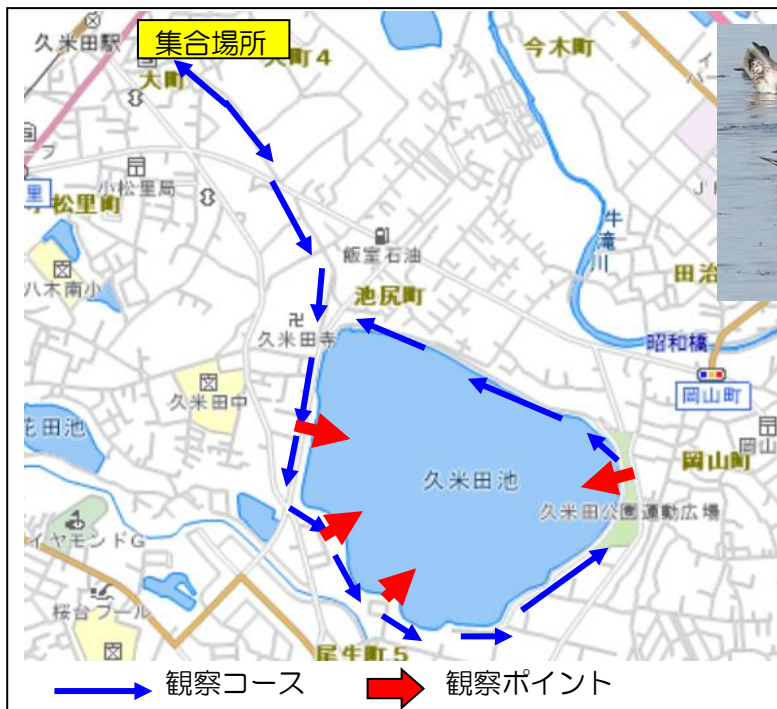 久米田駅
集合場所
大町4
大町
今木町
小松里局
里
小松里町
飯室石油
牛滝川
田治
八木南小
池尻町
久米田寺
昭和橋
岡山町
久米田中
花田池
久米田池
岡山町
岡山
久米田公園運動広場
イヤモンドG
桜台プール
尾生町5
観察コース
観察ポイント